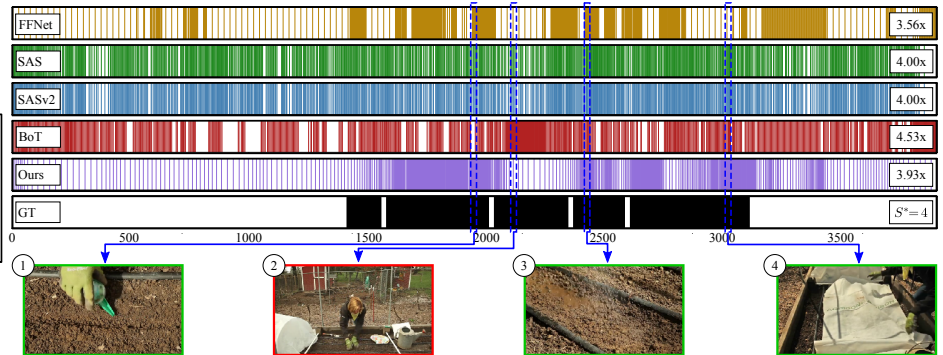 FFNet 3.56x
SAS 4.00x
SASv2 4.00x
BoT 4.53x
Ours 3.93x
GT S*= 4
0 500 1000 1500 2000 2500 3000 3500
1 2 3 4